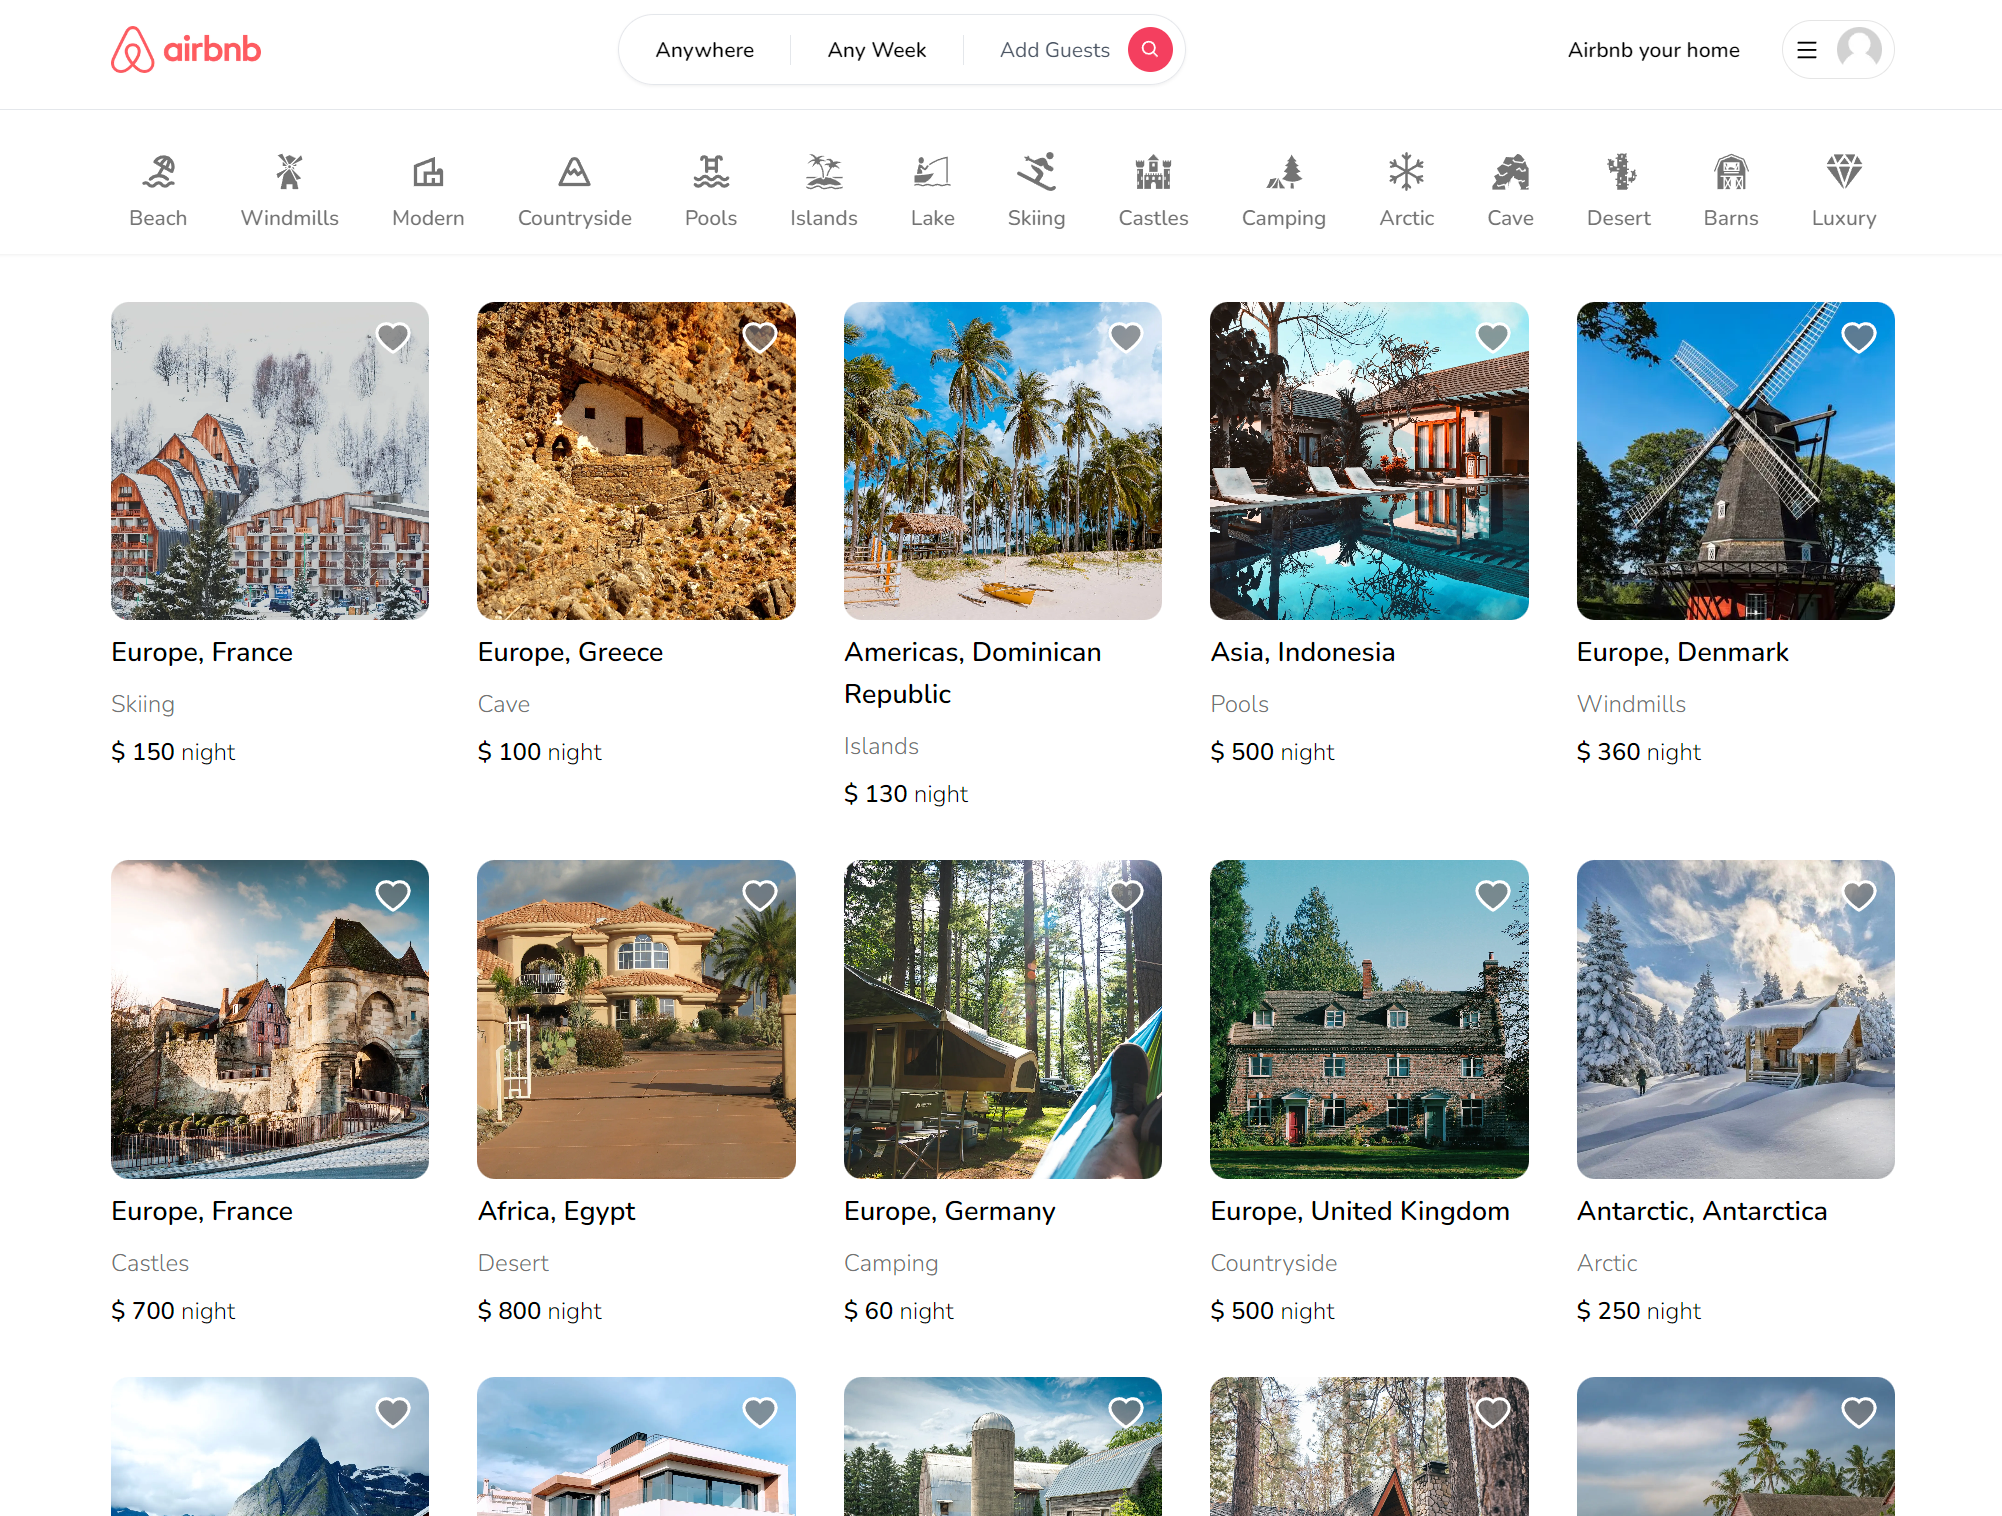 airbnb
Anywhere
Any Week
Add Guests
Airbnb your home
Beach
Windmills
Modern
Countryside
Pools
Islands
Lake
Skiing
Castles
Camping
Arctic
Cave
Desert
Barns
Luxury
Europe, France
Skiing
$ 150 night
Europe, Greece
Cave
$ 100 night
Americas, Dominican
Republic
Islands
$ 130 night
Asia, Indonesia
Pools
$ 500 night
Europe, Denmark
Windmills
$ 360 night
Europe, France
Castles
$ 700 night
Africa, Egypt
Desert
$ 800 night
Europe, Germany
Camping
$ 60 night
Europe, United Kingdom
Countryside
$ 500 night
Antarctic, Antarctica
Arctic
$ 250 night